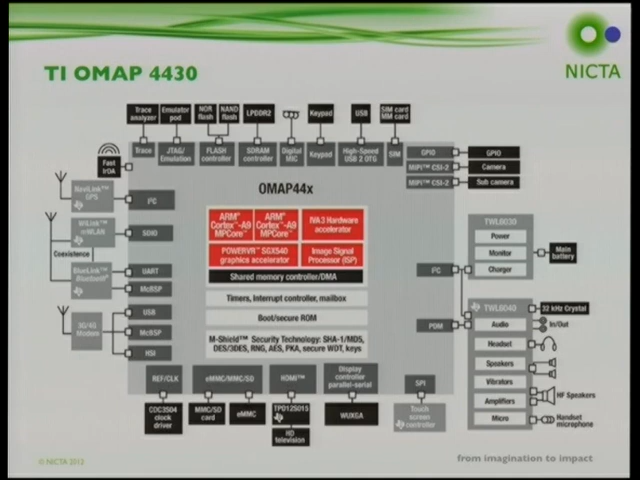 NICTA
TI OMAP 4430
Trace analyzer
Emulator pod
NOR flash
NAND flash
LPDDR2
Keypad
USB
SIM card
MM card
Fast IrDA
Trace
JTAG/ Emulation
FLASH controller
SDRAM controller
Digital MIC
Keypad
High-Speed USB 2 OTG
SIM
GPIO
GPIO
MIPI™ CSI-2
Camera
MIPI™ CSI-2
Sub camera
OMAP44x
NaviLink™ GPS
I²C
WiLink™ mWLAN
SDIO
Coexistence
BlueLink™ Bluetooth®
UART
McBSP
3G/4G Modem
USB
McBSP
HSI
ARM® Cortex™-A9 MPCore™
ARM® Cortex™-A9 MPCore™
IVA3 Hardware accelerator
POWERVR™ SGX540 graphics accelerator
Image Signal Processor (ISP)
Shared memory controller/DMA
Timers, Interrupt controller, mailbox
Boot/secure ROM
M-Shield™ Security Technology: SHA-1/MD5,
DES/3DES, RNG, AES, PKA, secure WDT, keys
I²C
PDM
TWL6030
Power
Monitor
Charger
Main battery
TWL6040
32 kHz Crystal
Audio
In/Out
Headset
Speakers
Vibrators
Amplifiers
HF Speakers
Micro
Handset microphone
REF/CLK
eMMC/MMC/SD
HDMI™
Display controller parallel-serial
SPI
CDC3S04 clock driver
MMC/SD card
eMMC
TPD12S015
HD television
WUXGA
Touch screen controller
© NICTA 2012
from imagination to impact